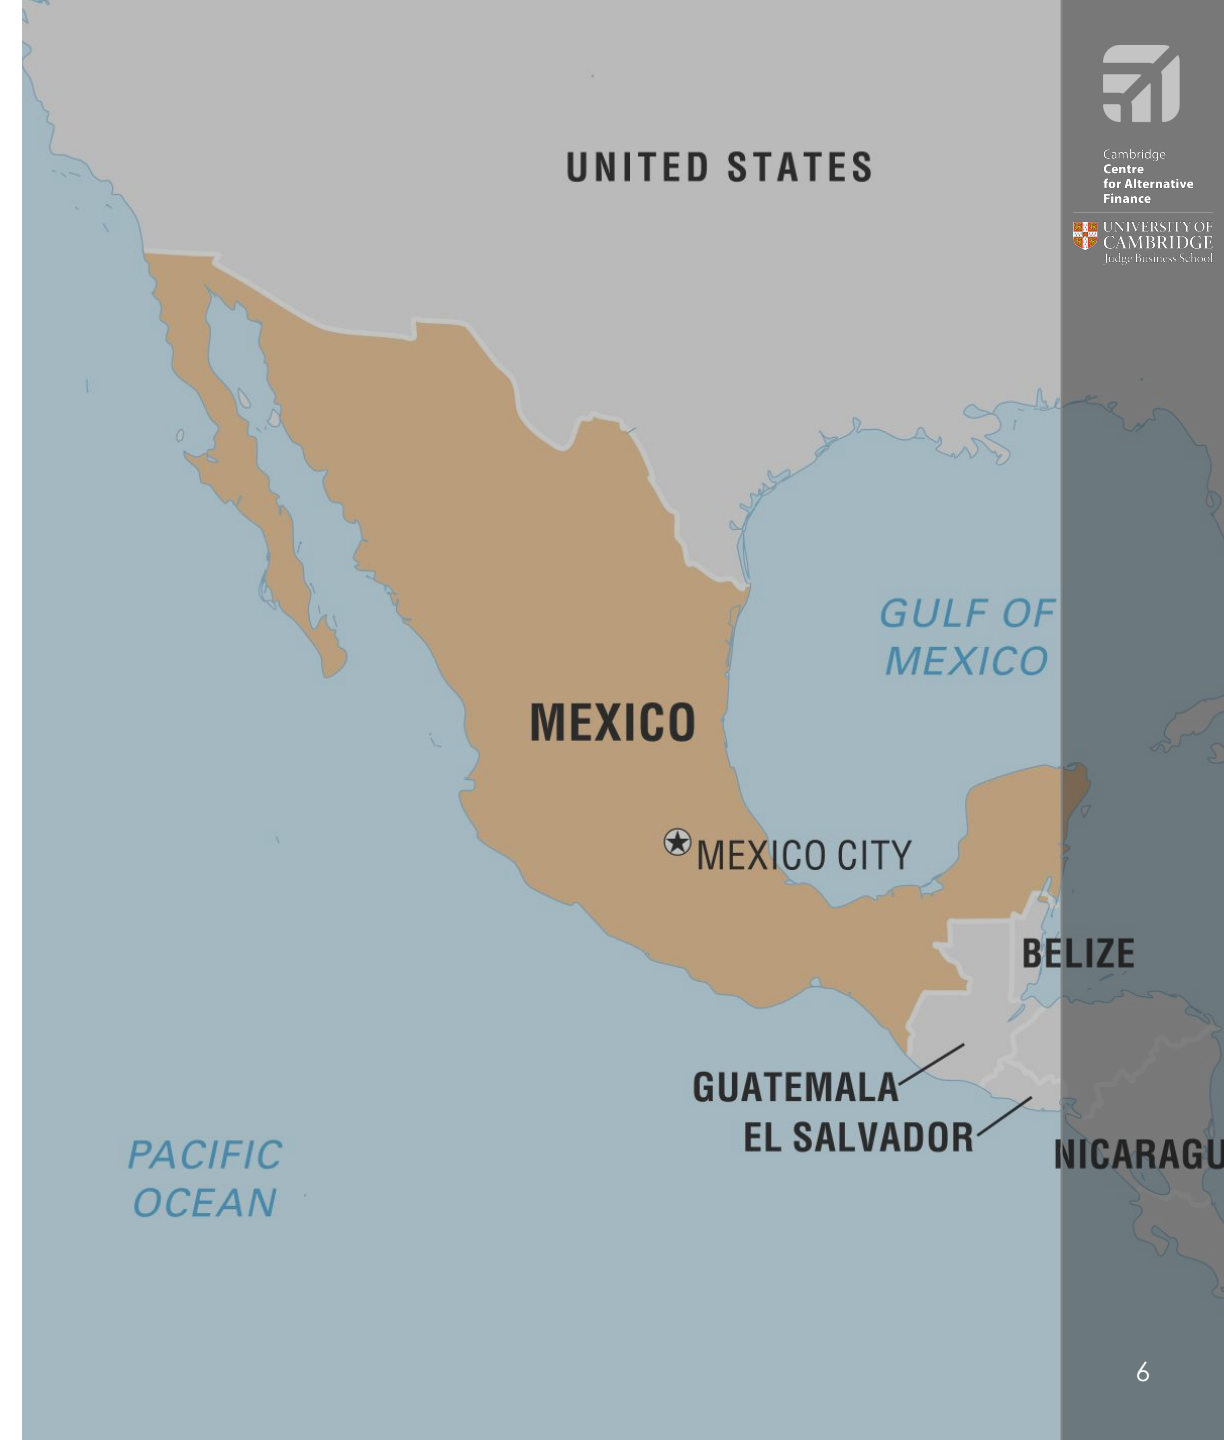 UNITED STATES
Cambridge
Centre
for Alternative
Finance
UNIVERSITY OF
CAMBRIDGE
Judge Business School
GULF OF
MEXICO
MEXICO
MEXICO CITY
BELIZE
GUATEMALA
EL SALVADOR
NICARAGU
PACIFIC
OCEAN
6